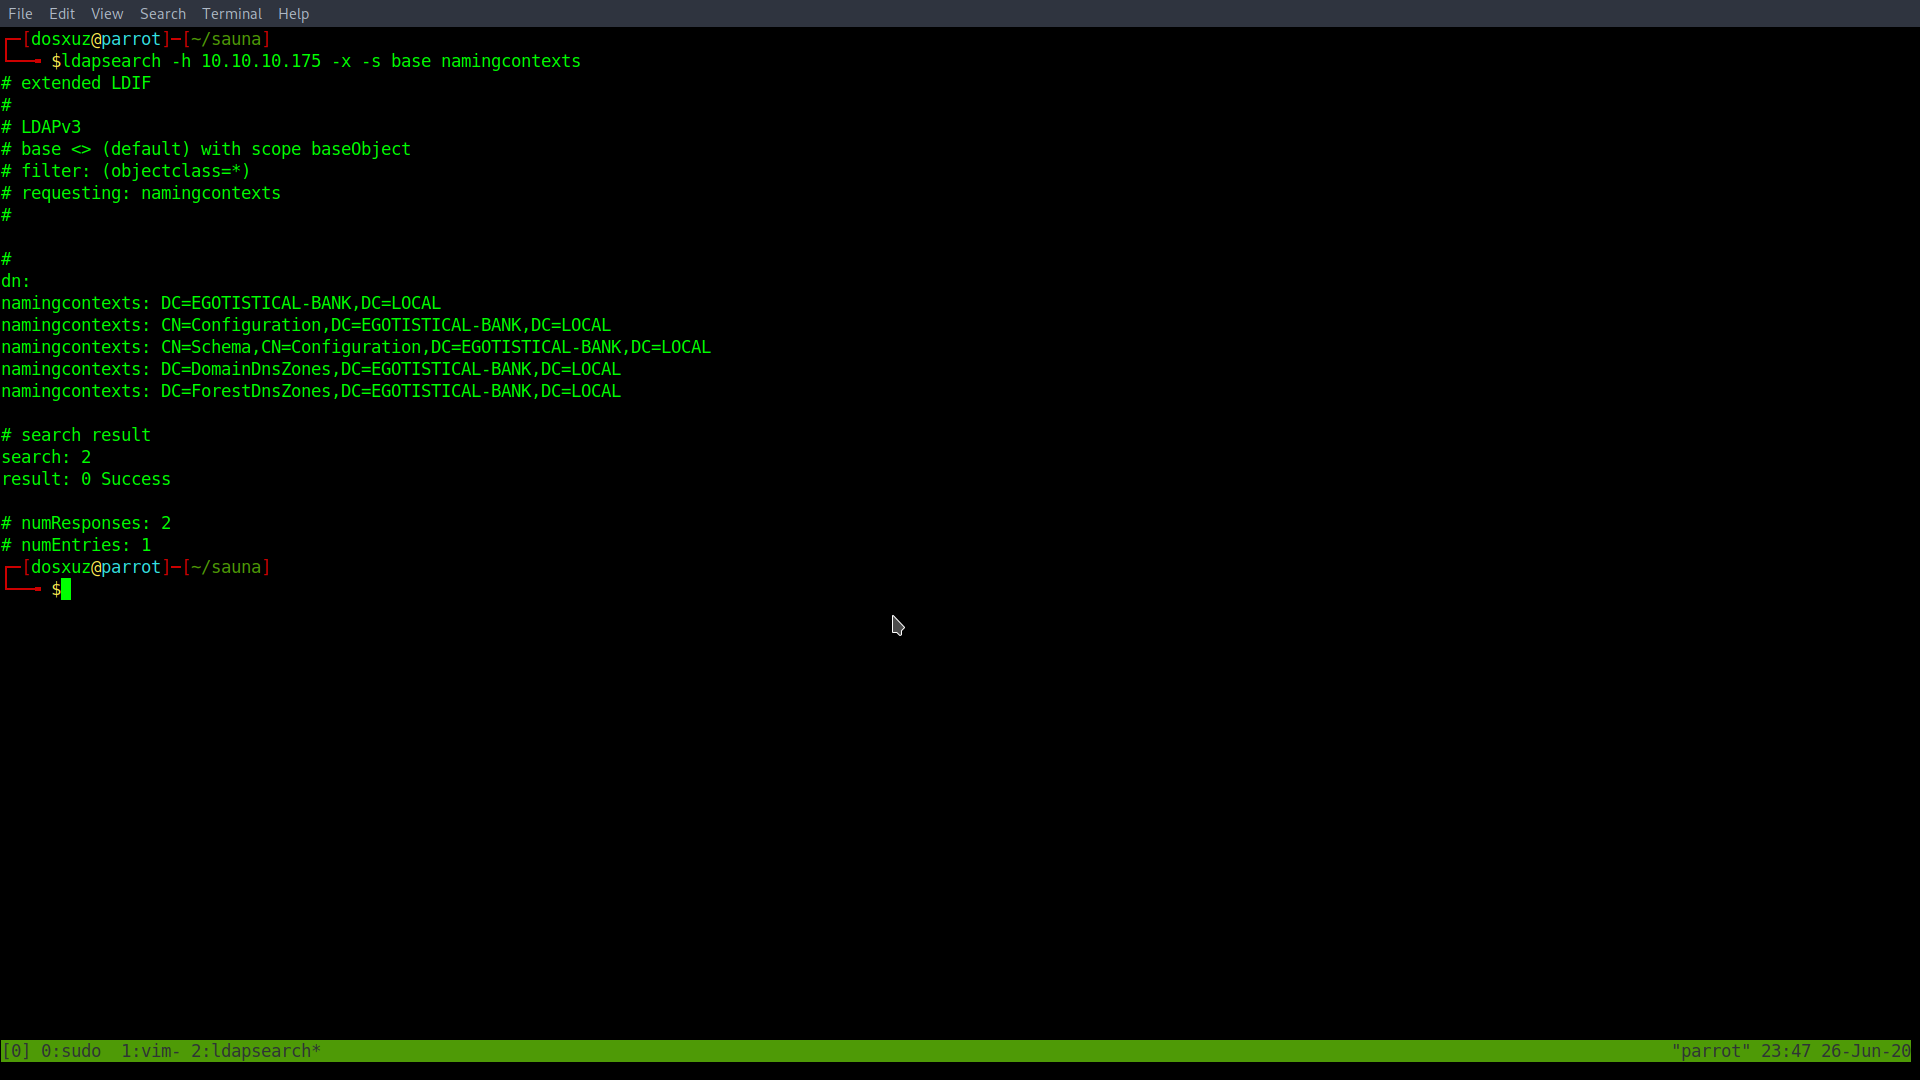 File Edit View Search Terminal Help
┌─[dosxuz@parrot]─[~/sauna]
└──╼ $ldapsearch -h 10.10.10.175 -x -s base namingcontexts
# extended LDIF
#
# LDAPv3
# base <> (default) with scope baseObject
# filter: (objectclass=*)
# requesting: namingcontexts
#
#
dn:
namingcontexts: DC=EGOTISTICAL-BANK,DC=LOCAL
namingcontexts: CN=Configuration,DC=EGOTISTICAL-BANK,DC=LOCAL
namingcontexts: CN=Schema,CN=Configuration,DC=EGOTISTICAL-BANK,DC=LOCAL
namingcontexts: DC=DomainDnsZones,DC=EGOTISTICAL-BANK,DC=LOCAL
namingcontexts: DC=ForestDnsZones,DC=EGOTISTICAL-BANK,DC=LOCAL
# search result
search: 2
result: 0 Success
# numResponses: 2
# numEntries: 1
┌─[dosxuz@parrot]─[~/sauna]
└──╼ $
[0] 0:sudo  1:vim- 2:ldapsearch* "parrot" 23:47 26-Jun-20